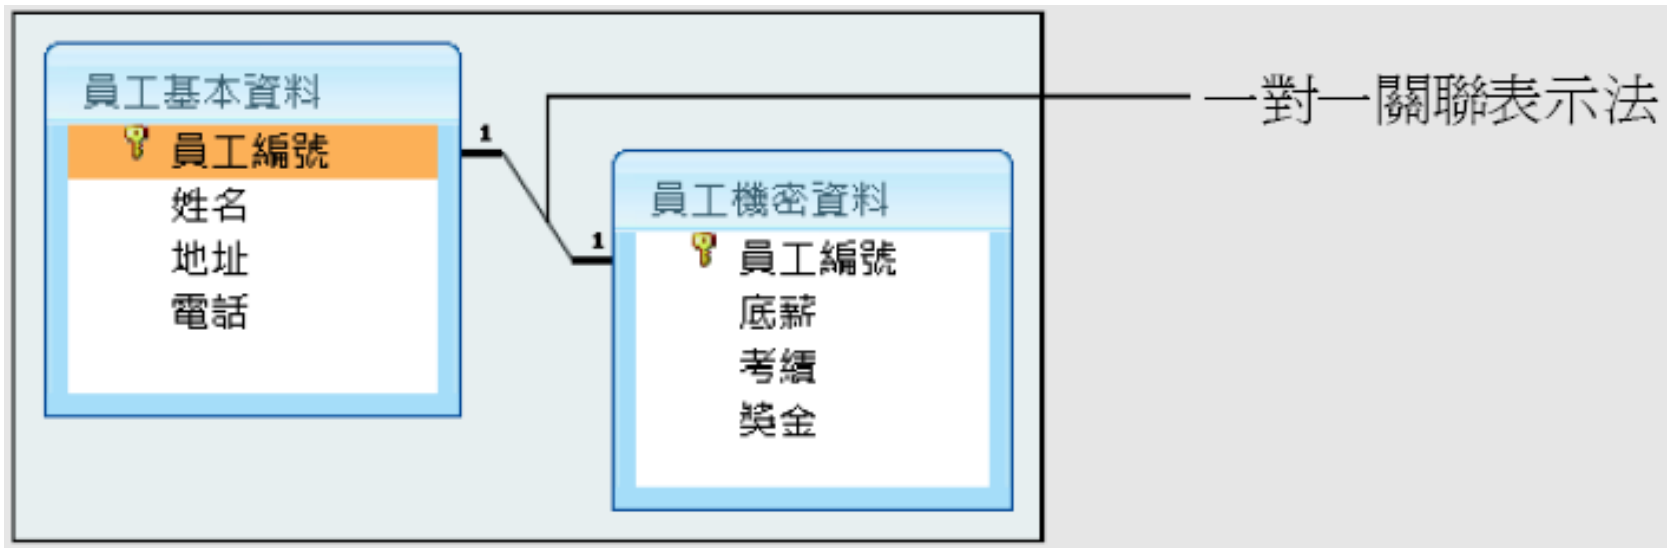 員工基本資料
員工編號
姓名
地址
電話
1
1
員工機密資料
員工編號
底薪
考績
獎金
一對一關聯表示法